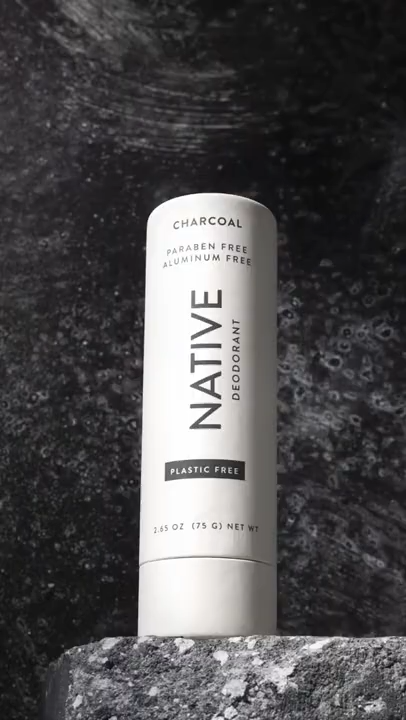 CHARCOAL
PARABEN FREE
ALUMINUM FREE
NATIVE
DEODORANT
PLASTIC FREE
2.65 OZ (75 G) NET WT